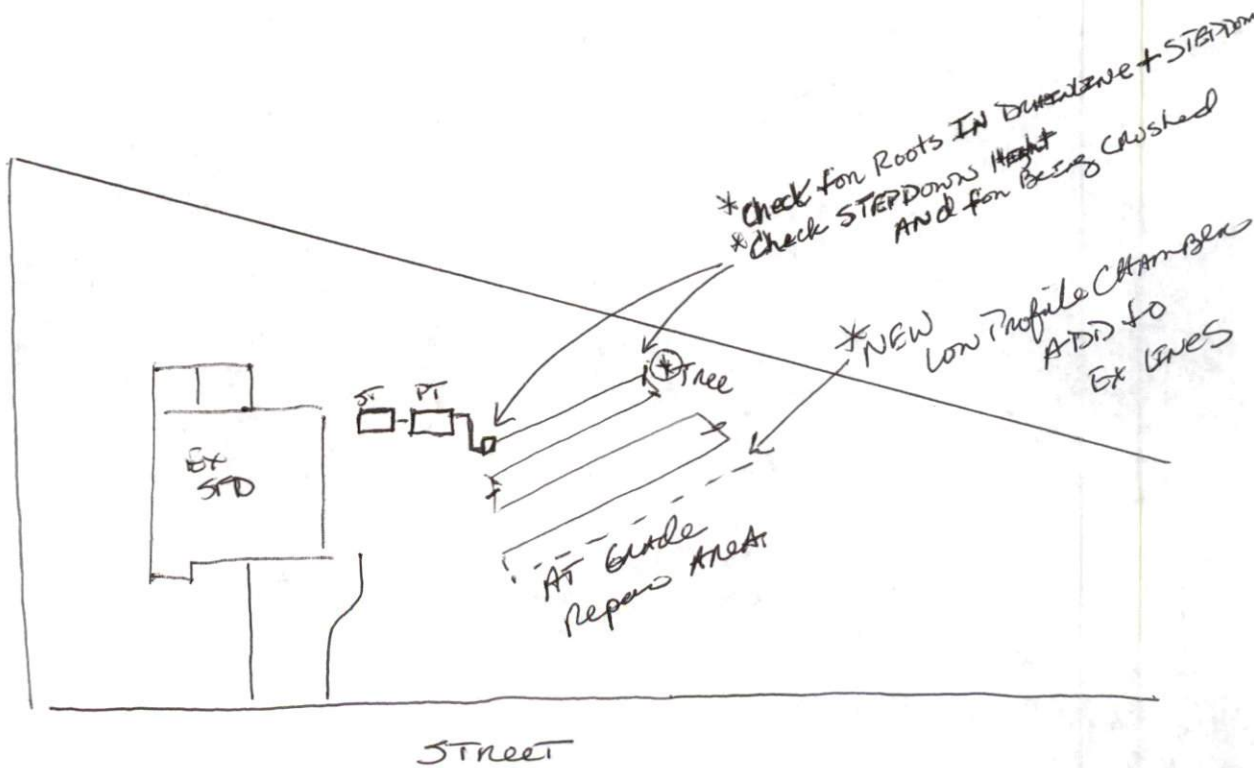 *Check for Roots IN Drainline + STEPDOWN
*Check STEPDOWN Height
AND for Being Crushed
*NEW
Low Profile CHAMBER
ADD to
EX LINES
*Tree
ST
PT
EX
SFD
AT GRADE
Repair AREA
STREET